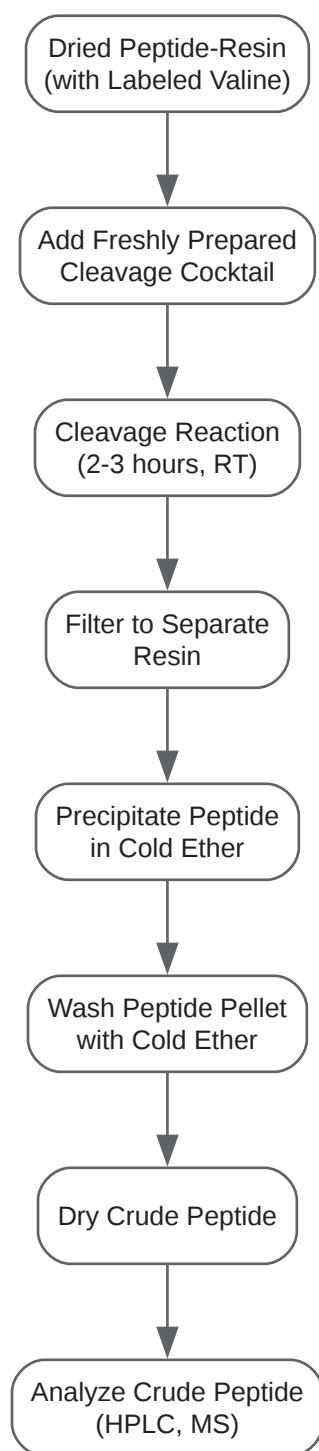 Dried Peptide-Resin
(with Labeled Valine)
Add Freshly Prepared
Cleavage Cocktail
Cleavage Reaction
(2-3 hours, RT)
Filter to Separate
Resin
Precipitate Peptide
in Cold Ether
Wash Peptide Pellet
with Cold Ether
Dry Crude Peptide
Analyze Crude Peptide
(HPLC, MS)